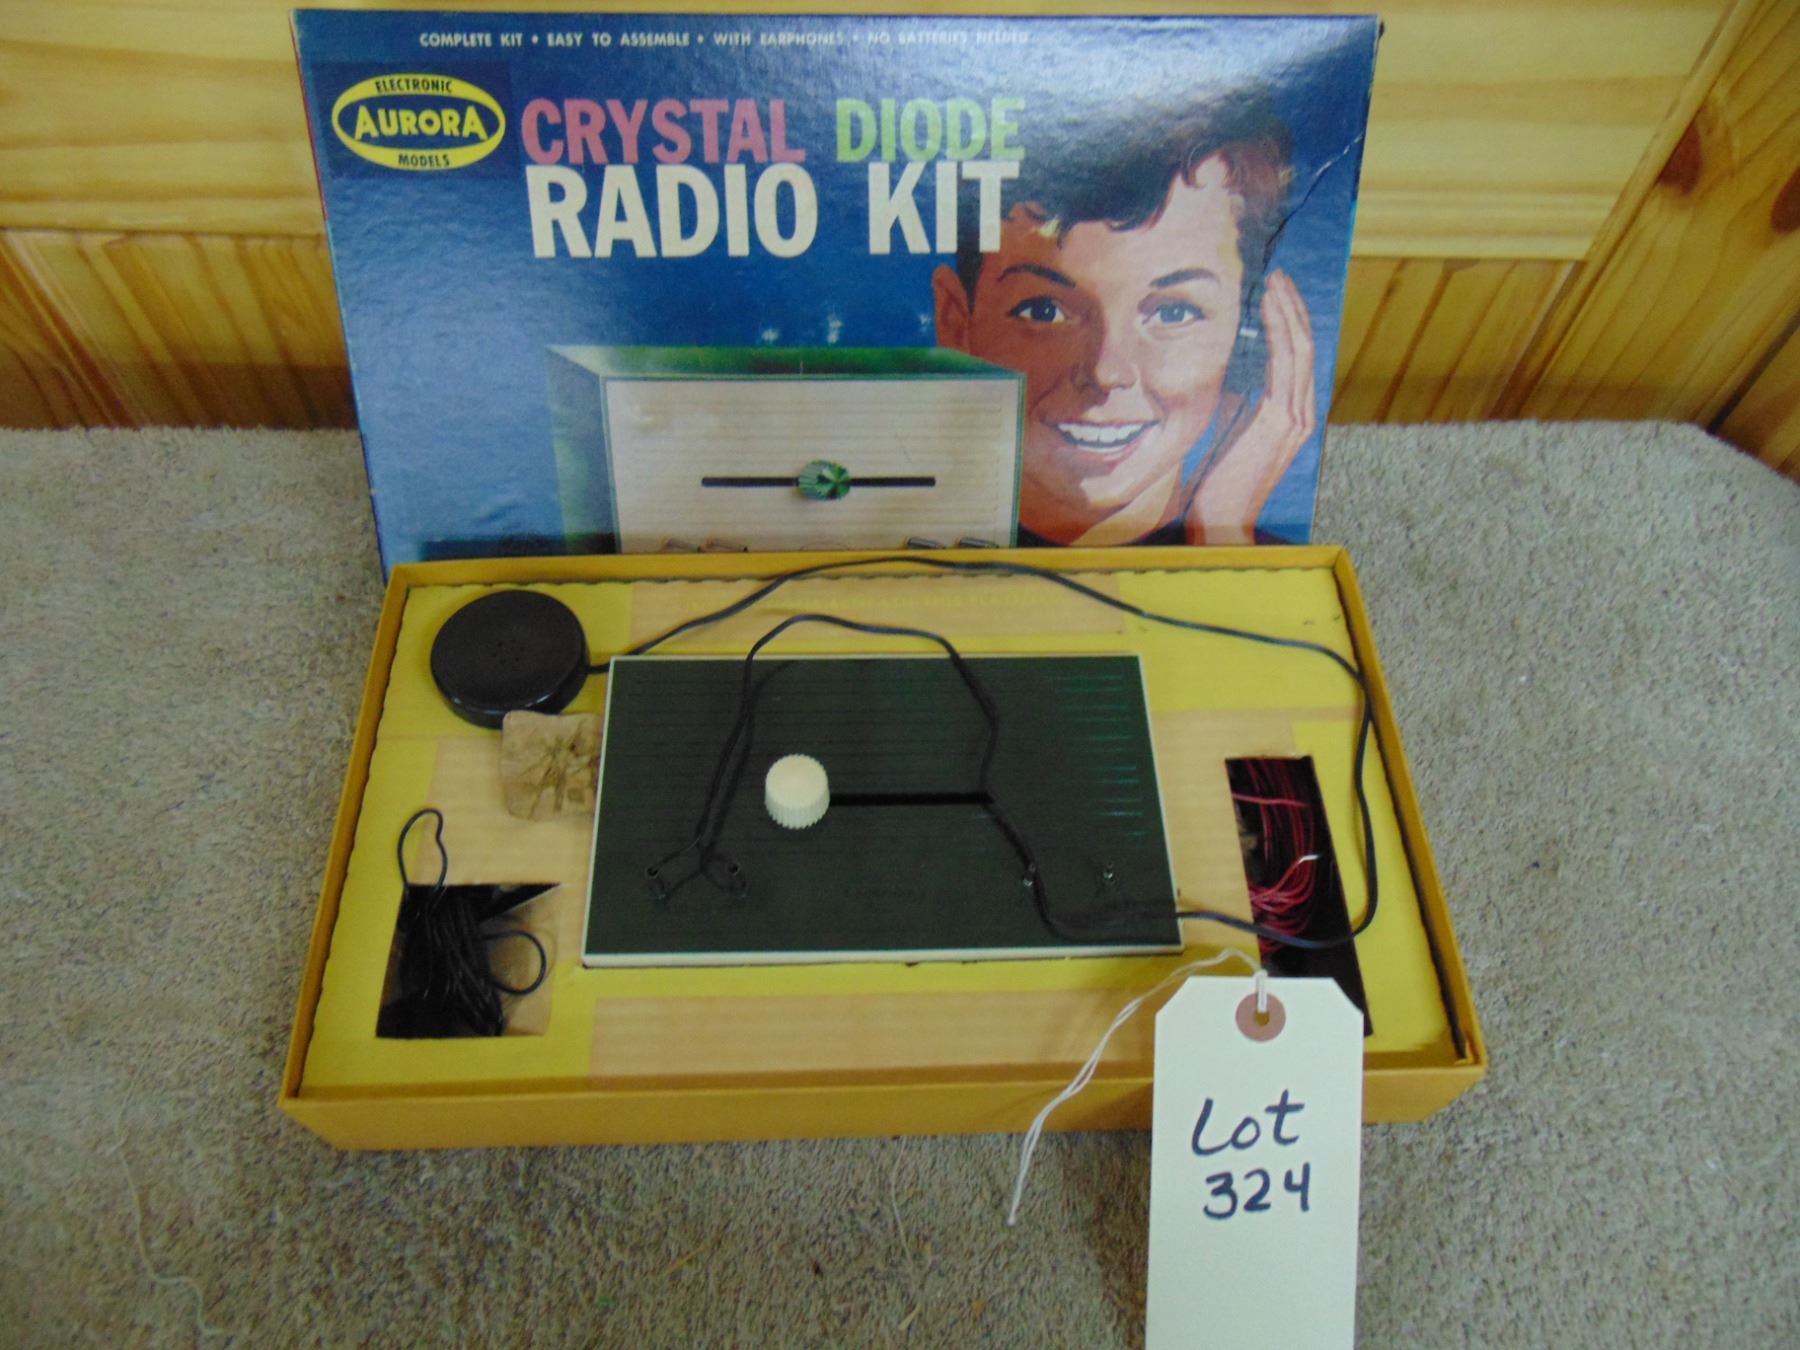 COMPLETE KIT • EASY TO ASSEMBLE • WITH EARPHONES • NO BATTERIES NEEDED
ELECTRONIC
AURORA
MODELS
CRYSTAL DIODE
RADIO KIT
Lot
324